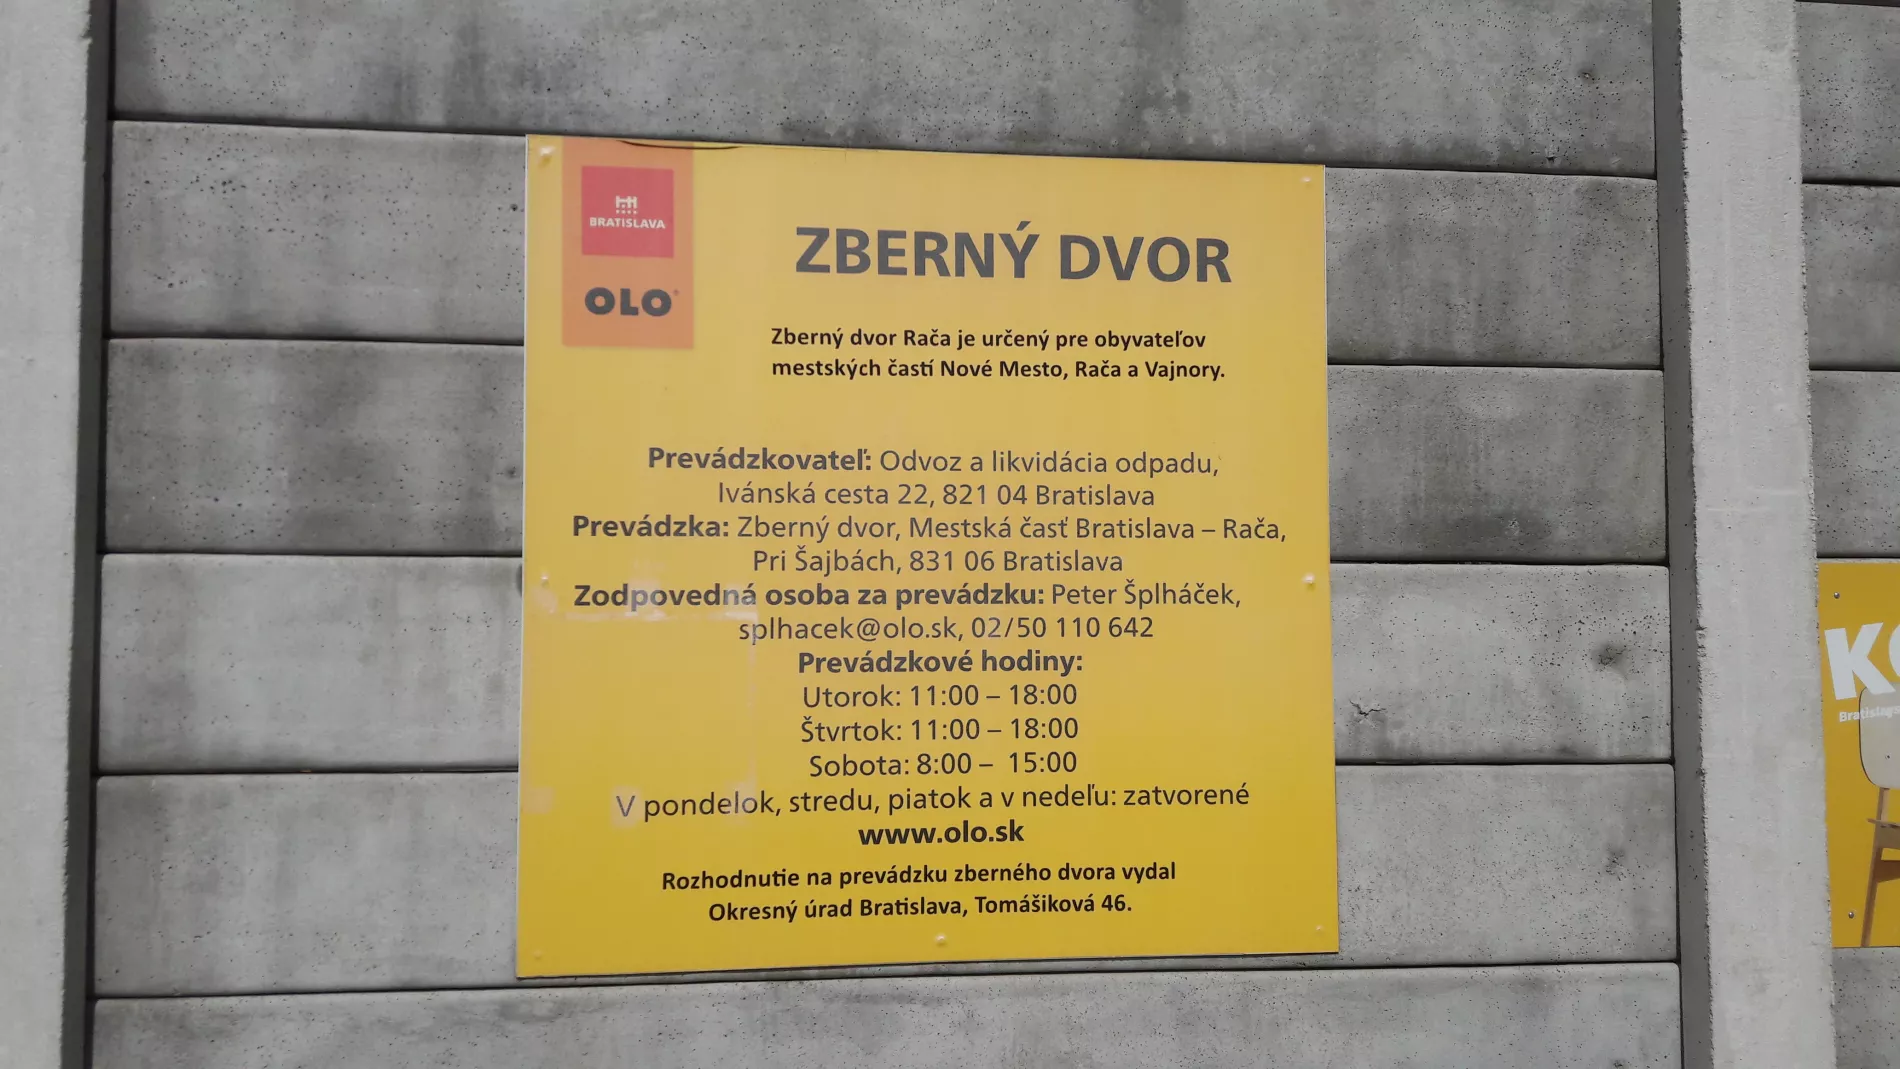 BRATISLAVA
OLO
ZBERNÝ DVOR
Zberný dvor Rača je určený pre obyvateľov
mestských častí Nové Mesto, Rača a Vajnory.
Prevádzkovateľ: Odvoz a likvidácia odpadu,
Ivánská cesta 22, 821 04 Bratislava
Prevádzka: Zberný dvor, Mestská časť Bratislava – Rača,
Pri Šajbách, 831 06 Bratislava
Zodpovedná osoba za prevádzku: Peter Šplháček,
splhacek@olo.sk, 02/50 110 642
Prevádzkové hodiny:
Utorok: 11:00 – 18:00
Štvrtok: 11:00 – 18:00
Sobota: 8:00 – 15:00
V pondelok, stredu, piatok a v nedeľu: zatvorené
www.olo.sk
Rozhodnutie na prevádzku zberného dvora vydal
Okresný úrad Bratislava, Tomášiková 46.